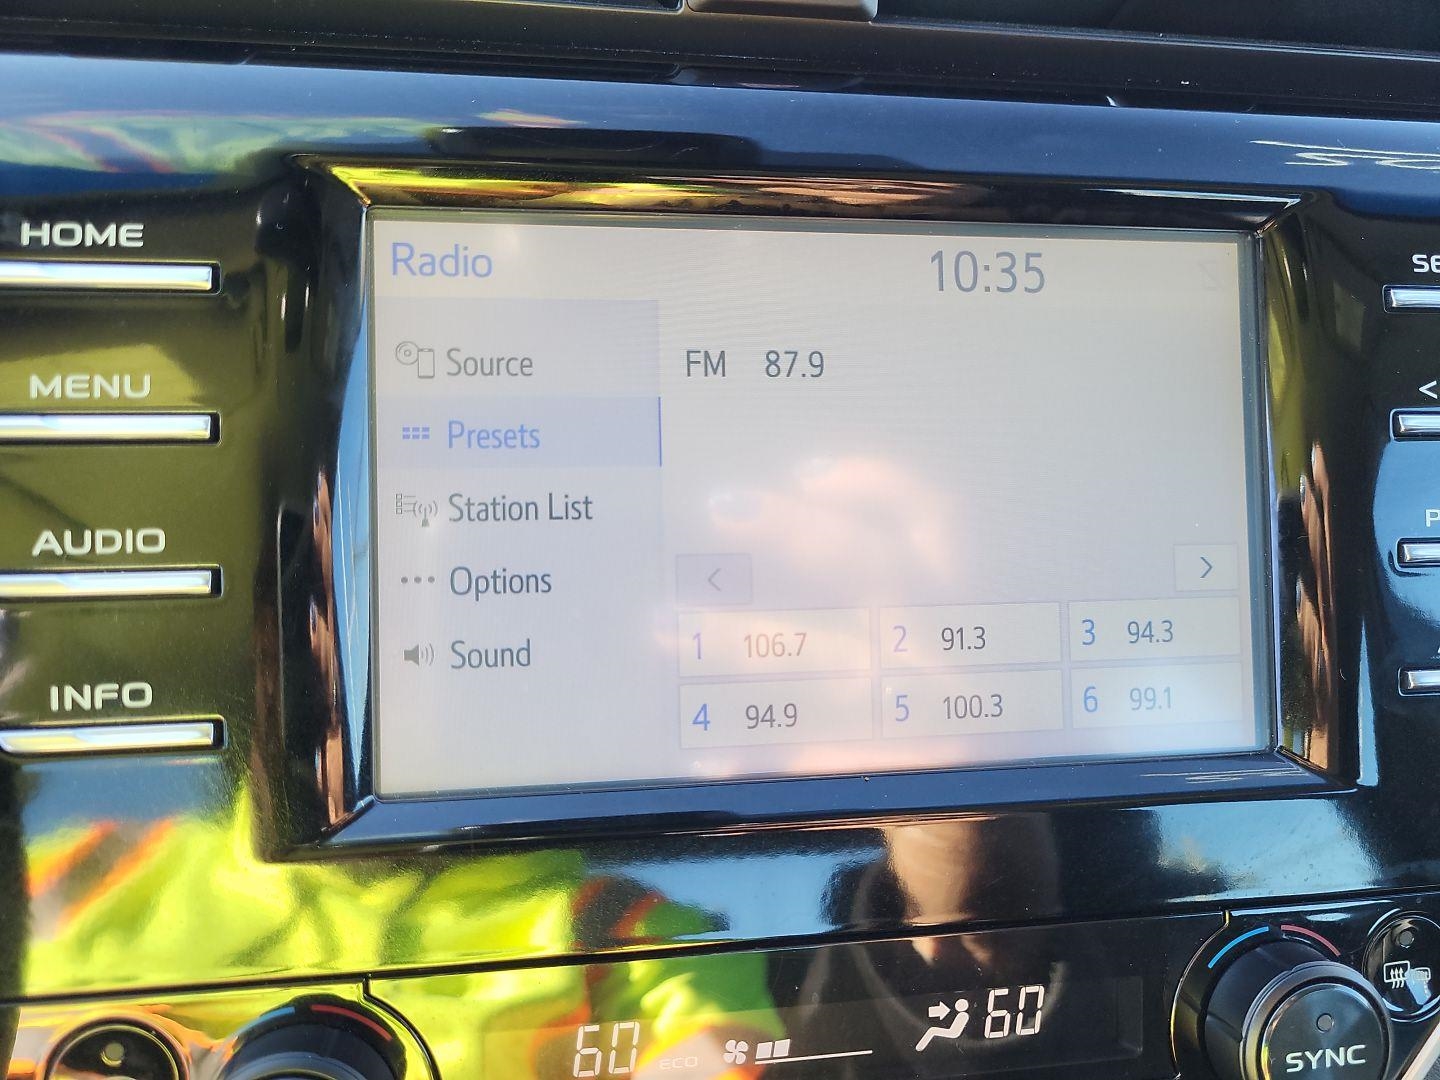 HOME
MENU
AUDIO
INFO
Radio
10:35
Source
Presets
Station List
Options
Sound
FM 87.9
<
>
1 106.7
2 91.3
3 94.3
4 94.9
5 100.3
6 99.1
<
60
ECO
60
SYNC